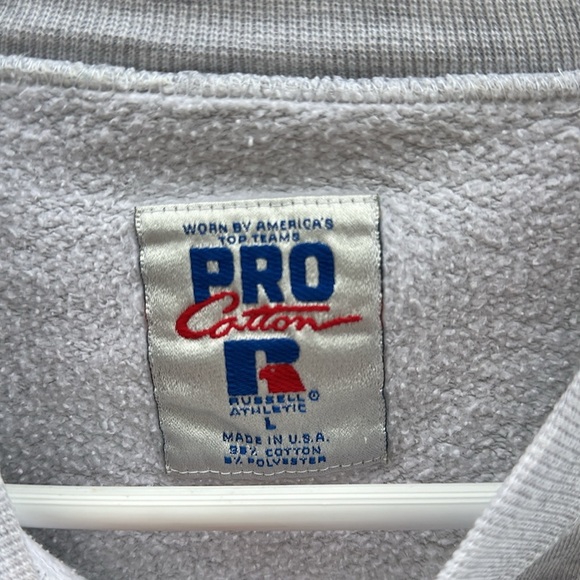 WORN BY AMERICA'S
TOP TEAMS
PRO
Cotton
R
RUSSELL ®
ATHLETIC
L
MADE IN U.S.A.
95% COTTON
5% POLYESTER